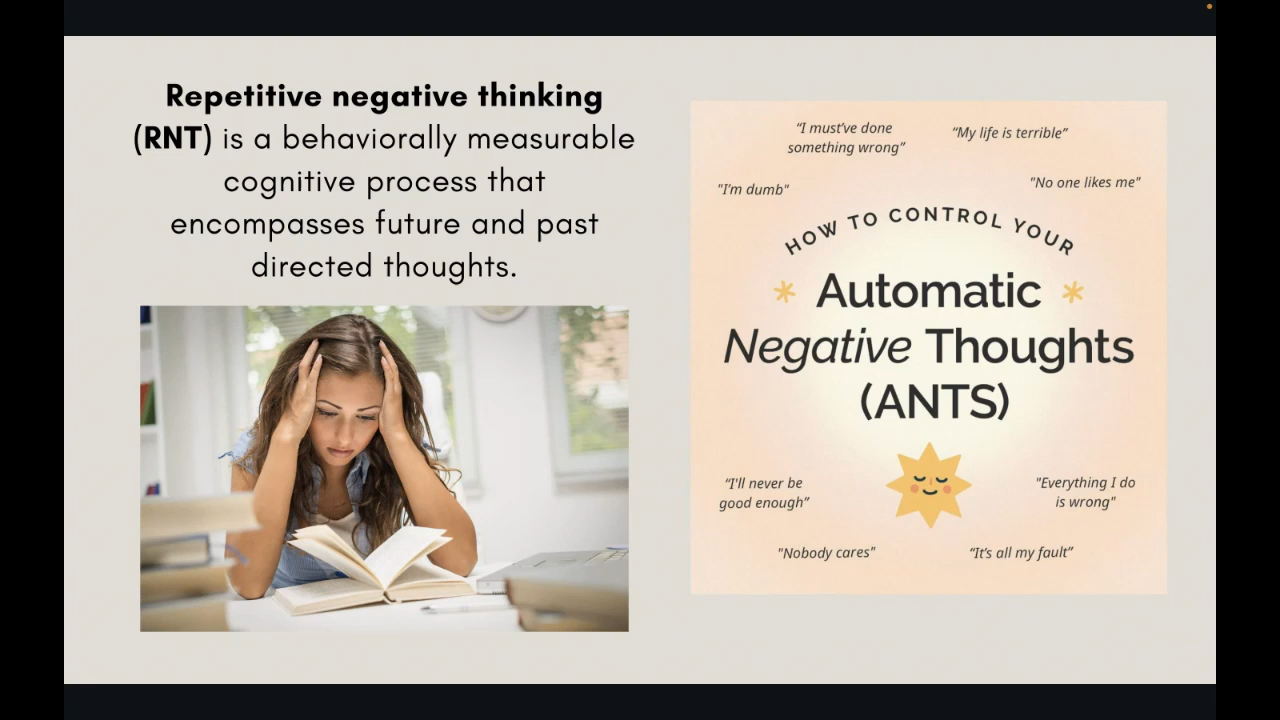 Repetitive negative thinking
(RNT) is a behaviorally measurable
cognitive process that
encompasses future and past
directed thoughts.
“I must’ve done
something wrong”
“My life is terrible”
"I’m dumb"
"No one likes me"
HOW TO CONTROL YOUR
Automatic
Negative Thoughts
(ANTS)
“I’ll never be
good enough”
"Everything I do
is wrong"
"Nobody cares"
“It’s all my fault”